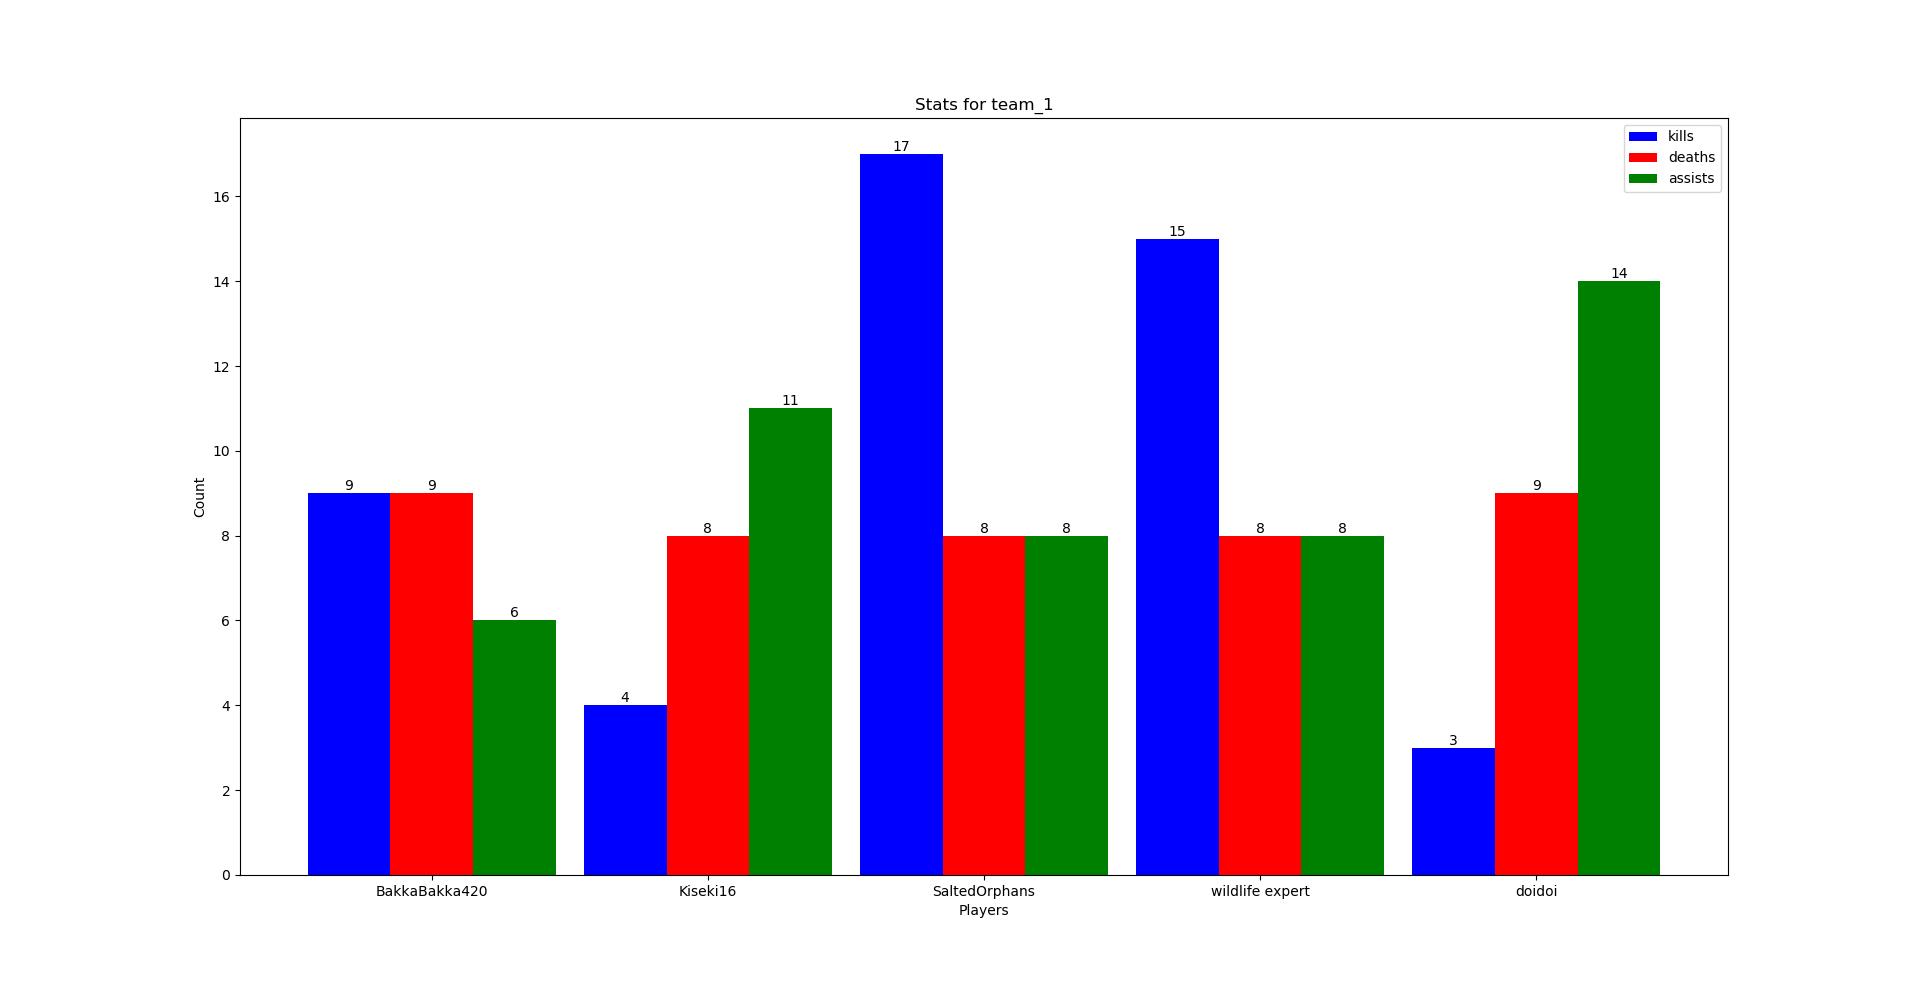 Stats for team_1
kills
deaths
assists
Count
16
14
12
10
8
6
4
2
0
9
9
6
4
8
11
17
8
8
15
8
8
3
9
14
BakkaBakka420
Kiseki16
SaltedOrphans
wildlife expert
doidoi
Players